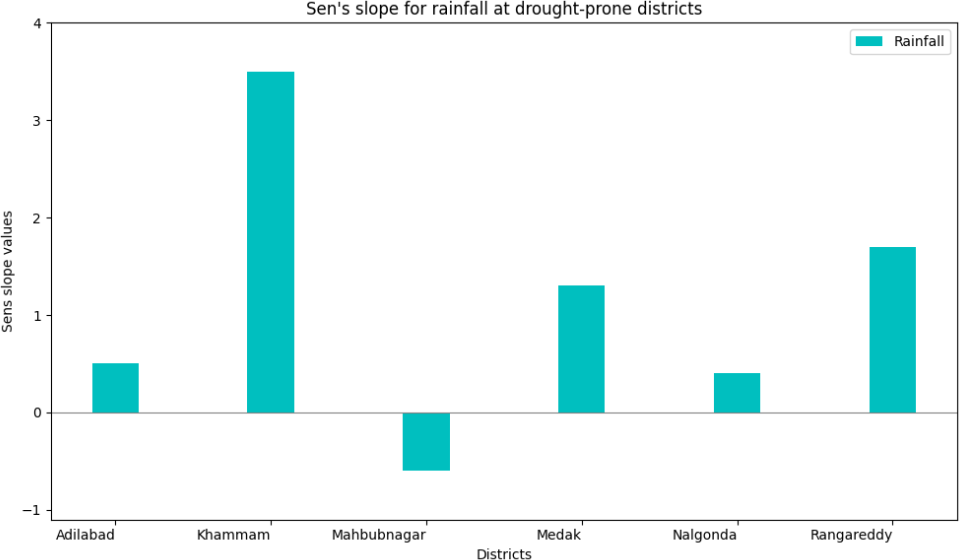 Sen's slope for rainfall at drought-prone districts
Rainfall
Sens slope values
4
3
2
1
0
−1
Adilabad Khammam Mahbubnagar Medak Nalgonda Rangareddy
Districts